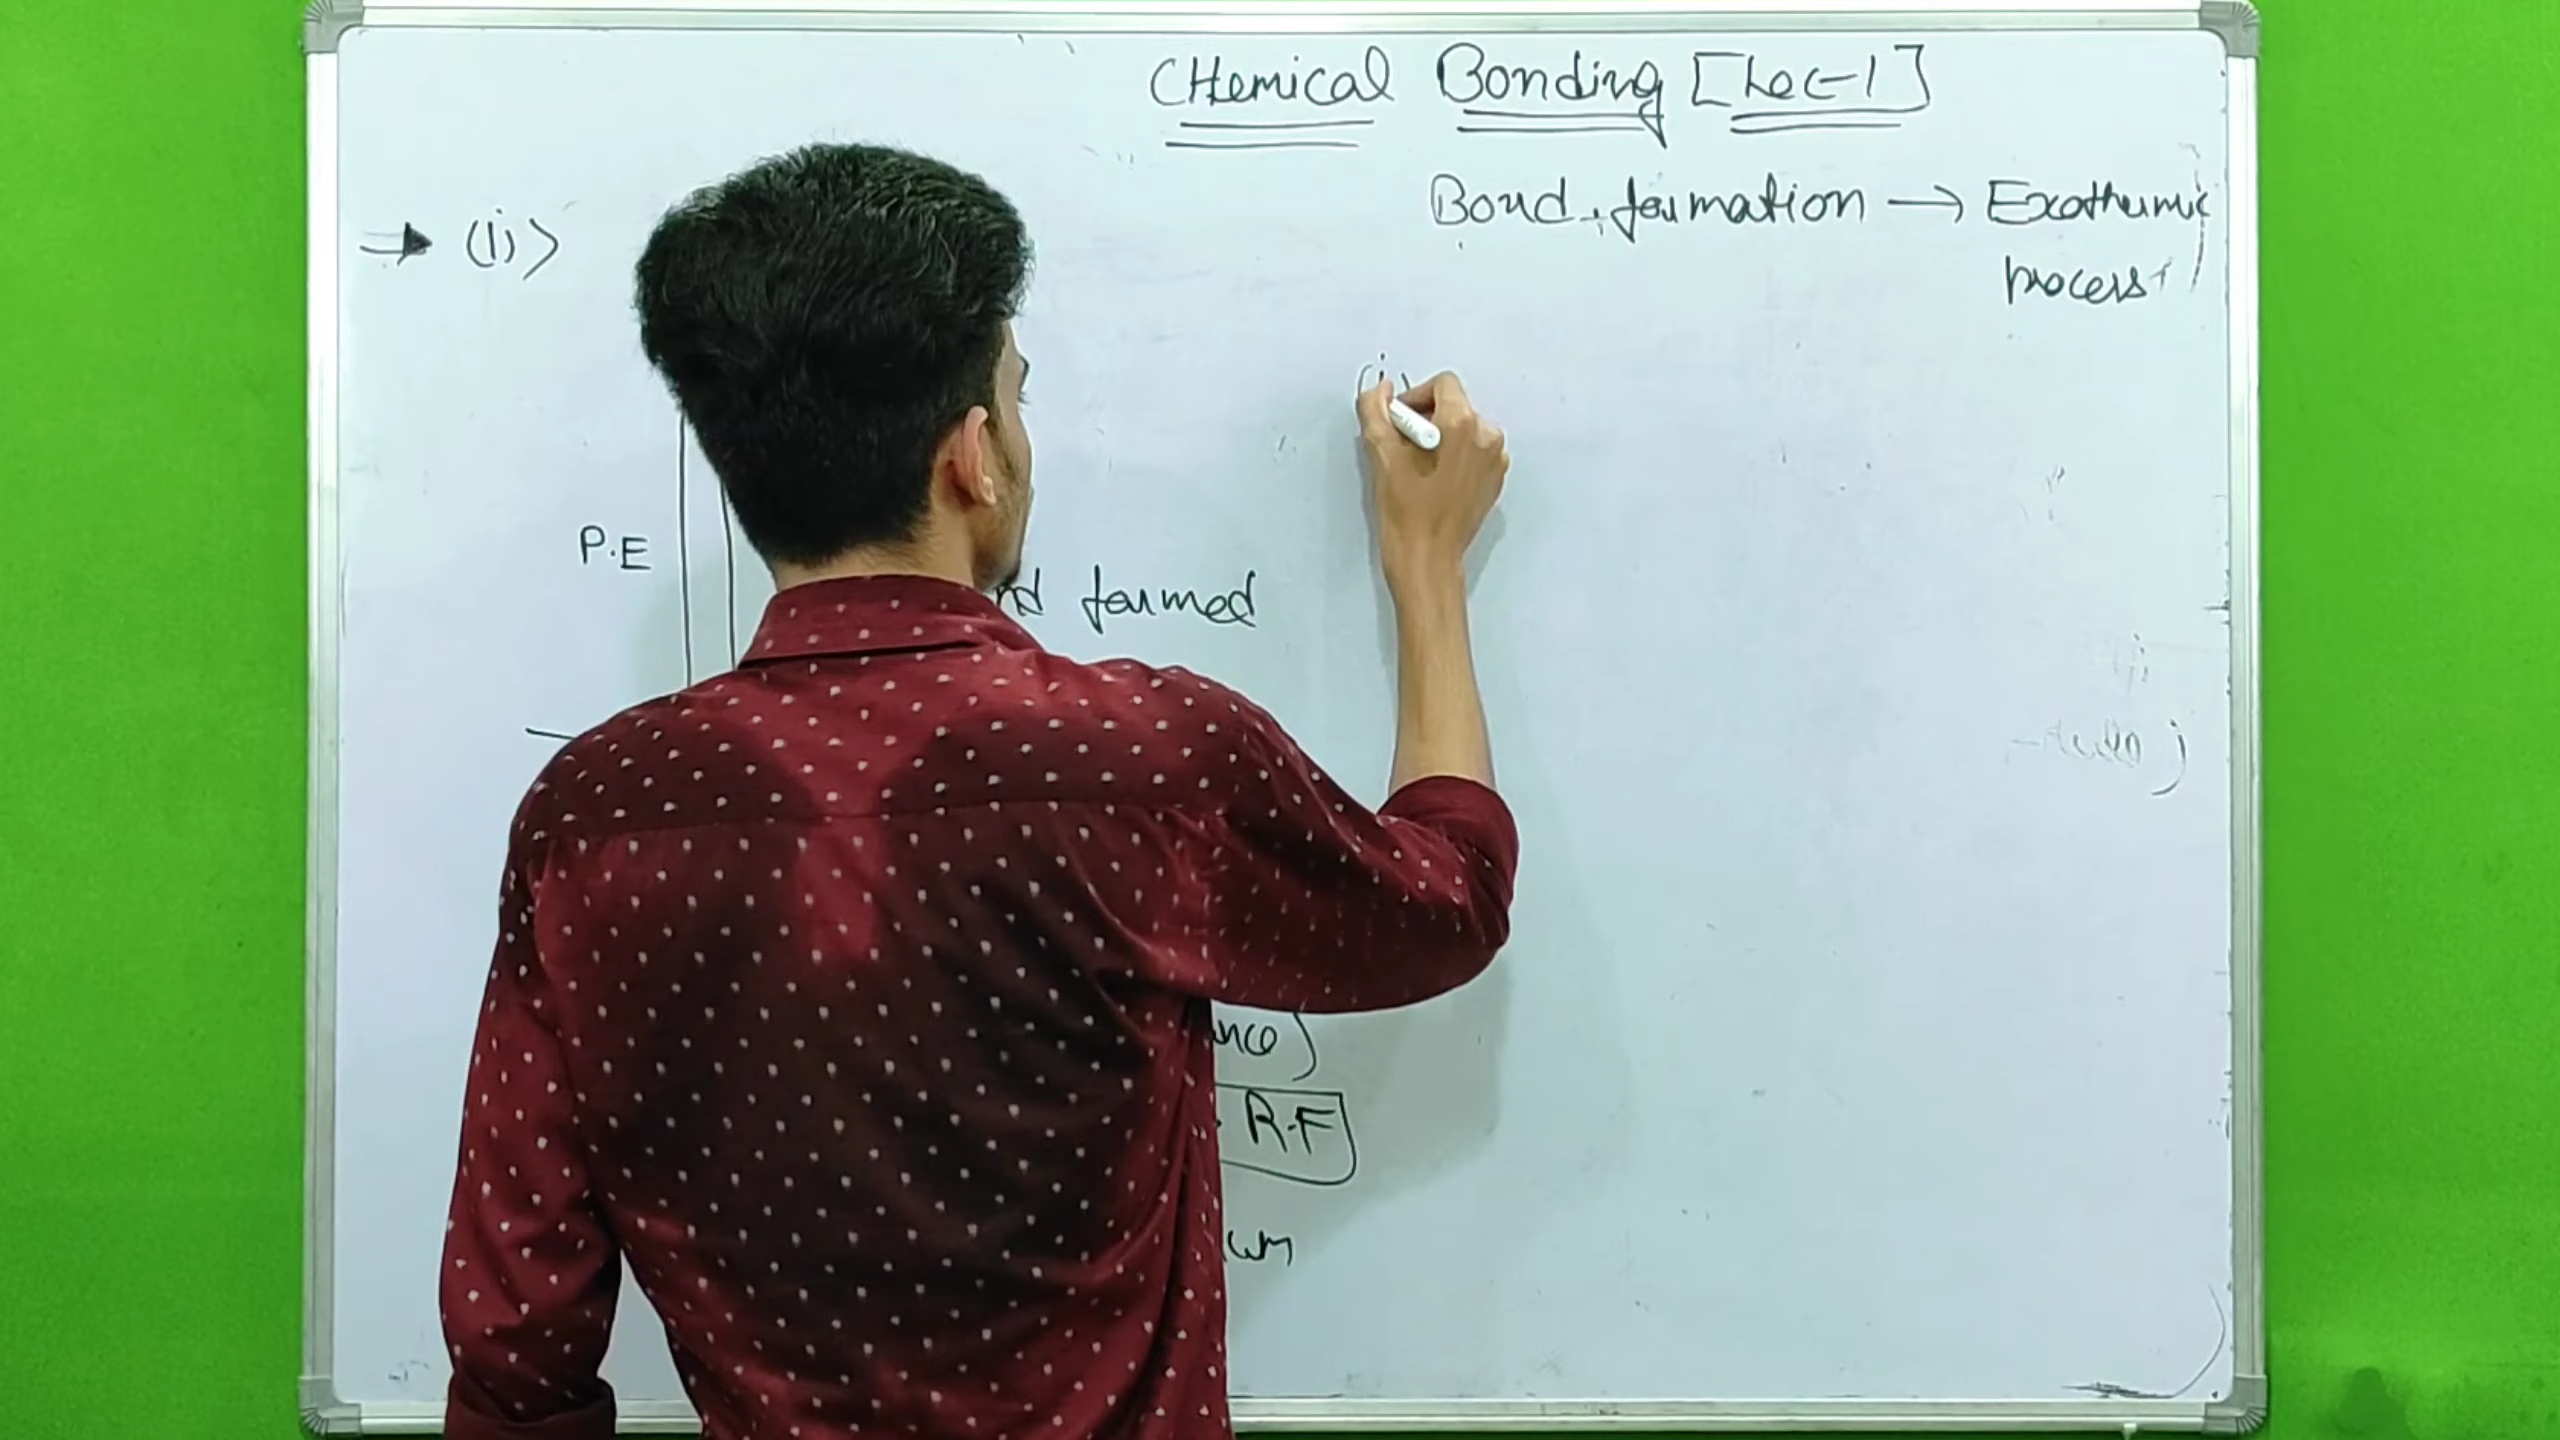 CHemical Bonding [Lec-1]
Bond formation → Exothermic
process
→ (i)
(i)
P.E
formed
R.F